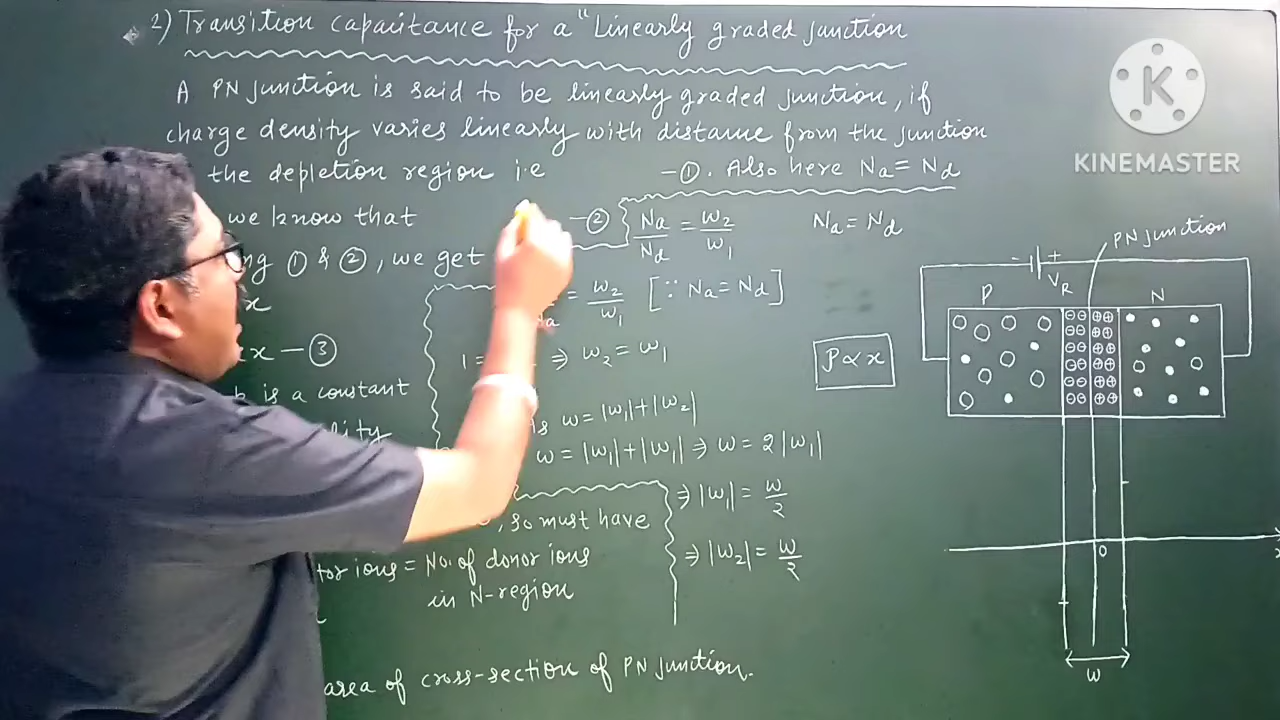 2) Transition capacitance for a "Linearly graded junction
A PN junction is said to be linearly graded junction, if
charge density varies linearly with distance from the junction
the depletion region i.e -①. Also here Na = Nd
we know that -② Na/Nd = w2/w1 Na = Nd
① & ②, we get
= w2/w1 [∵ Na = Nd]
x
1 = ⇒ w2 = w1
x -③
is a constant
As w = |w1| + |w2|
w = |w1| + |w1| ⇒ w = 2|w1|
⇒ |w1| = w/2
, so must have
⇒ |w2| = w/2
ions = No. of donor ions
in N-region
area of cross-section of PN junction.
ρ ∝ x
PN junction
- +
VR
P N
0
w
K
KINEMASTER